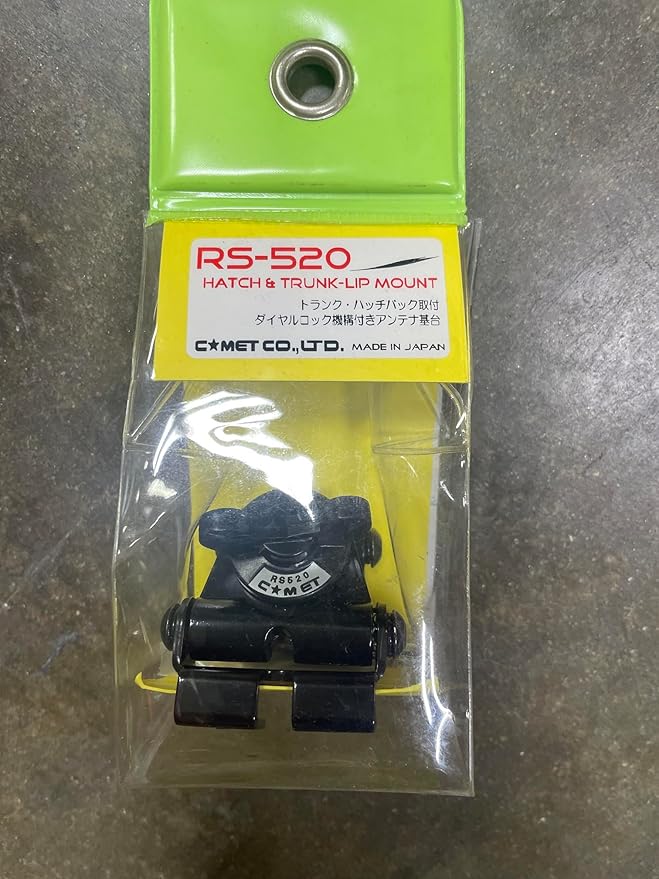 RS-520
HATCH & TRUNK-LIP MOUNT
トランク・ハッチバック取付
ダイヤルコック機構付きアンテナ基台
C★MET CO.,LTD. MADE IN JAPAN
RS520
C★MET